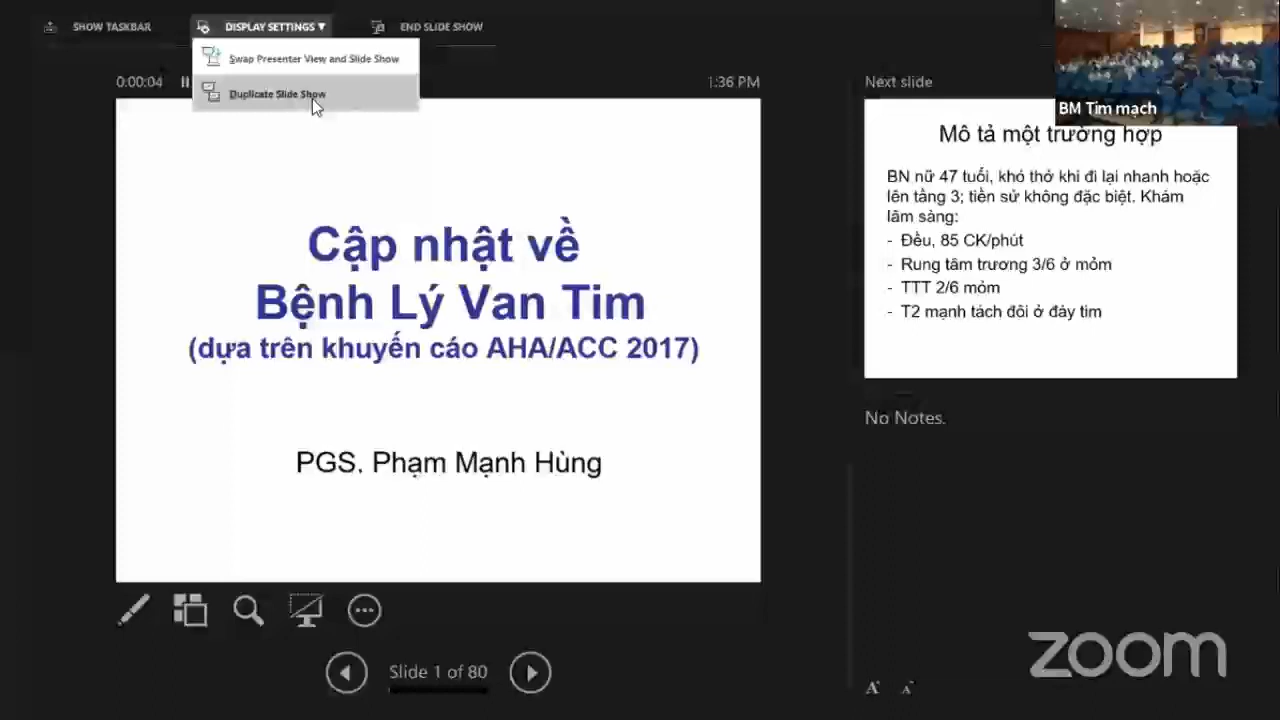 SHOW TASKBAR
DISPLAY SETTINGS ▼
END SLIDE SHOW
Swap Presenter View and Slide Show
Duplicate Slide Show
0:00:04
1:36 PM
Cập nhật về
Bệnh Lý Van Tim
(dựa trên khuyến cáo AHA/ACC 2017)
PGS. Phạm Mạnh Hùng
Slide 1 of 80
Next slide
BM Tim mạch
Mô tả một trường hợp
BN nữ 47 tuổi, khó thở khi đi lại nhanh hoặc
lên tầng 3; tiền sử không đặc biệt. Khám
lâm sàng:
- Đều, 85 CK/phút
- Rung tâm trương 3/6 ở mỏm
- TTT 2/6 mỏm
- T2 mạnh tách đôi ở đáy tim
No Notes.
A A
zoom